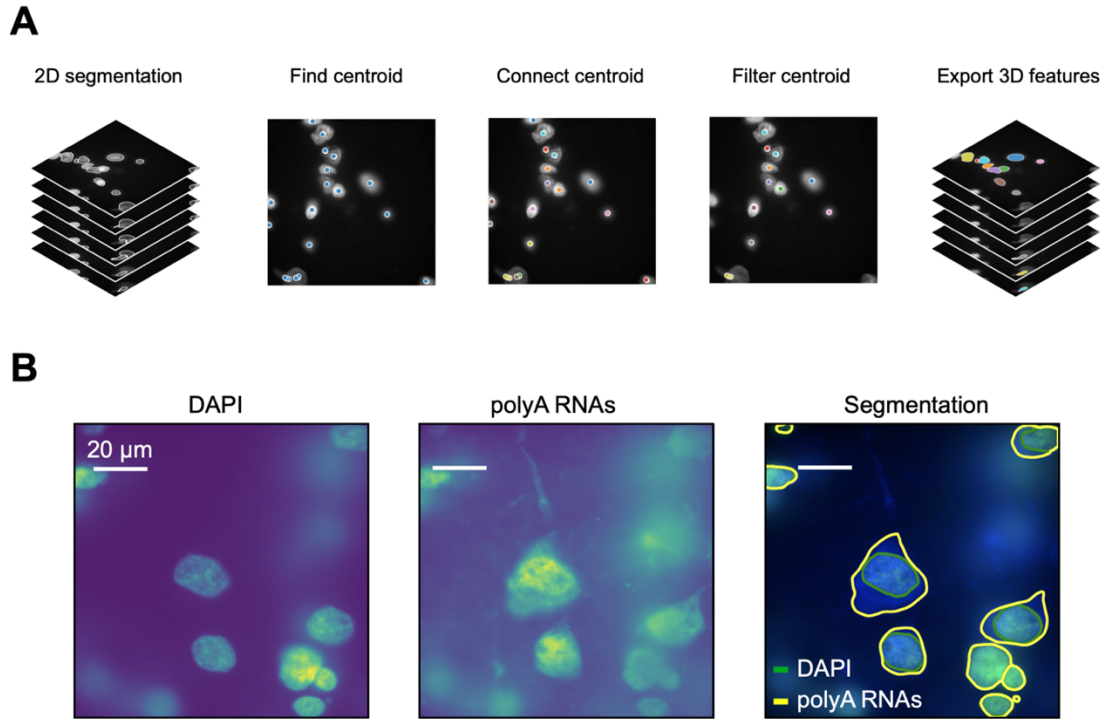 A
2D segmentation
Find centroid
Connect centroid
Filter centroid
Export 3D features
B
DAPI
polyA RNAs
Segmentation
20 µm
DAPI
polyA RNAs